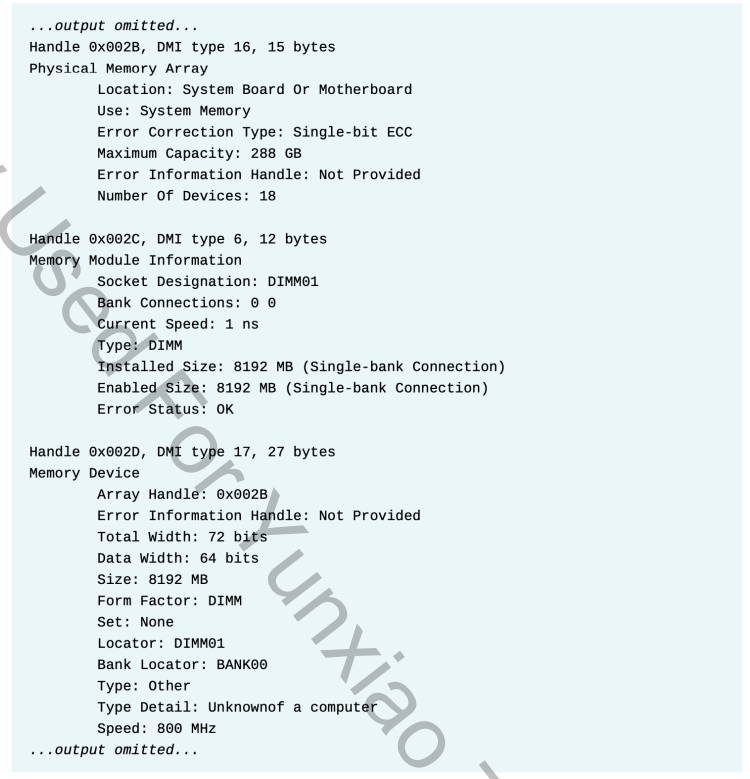 ...output omitted...
Handle 0x002B, DMI type 16, 15 bytes
Physical Memory Array
Location: System Board Or Motherboard
Use: System Memory
Error Correction Type: Single-bit ECC
Maximum Capacity: 288 GB
Error Information Handle: Not Provided
Number Of Devices: 18
Handle 0x002C, DMI type 6, 12 bytes
Memory Module Information
Socket Designation: DIMM01
Bank Connections: 0 0
Current Speed: 1 ns
Type: DIMM
Installed Size: 8192 MB (Single-bank Connection)
Enabled Size: 8192 MB (Single-bank Connection)
Error Status: OK
Handle 0x002D, DMI type 17, 27 bytes
Memory Device
Array Handle: 0x002B
Error Information Handle: Not Provided
Total Width: 72 bits
Data Width: 64 bits
Size: 8192 MB
Form Factor: DIMM
Set: None
Locator: DIMM01
Bank Locator: BANK00
Type: Other
Type Detail: Unknownof a computer
Speed: 800 MHz
...output omitted...
Used For Yunxiao